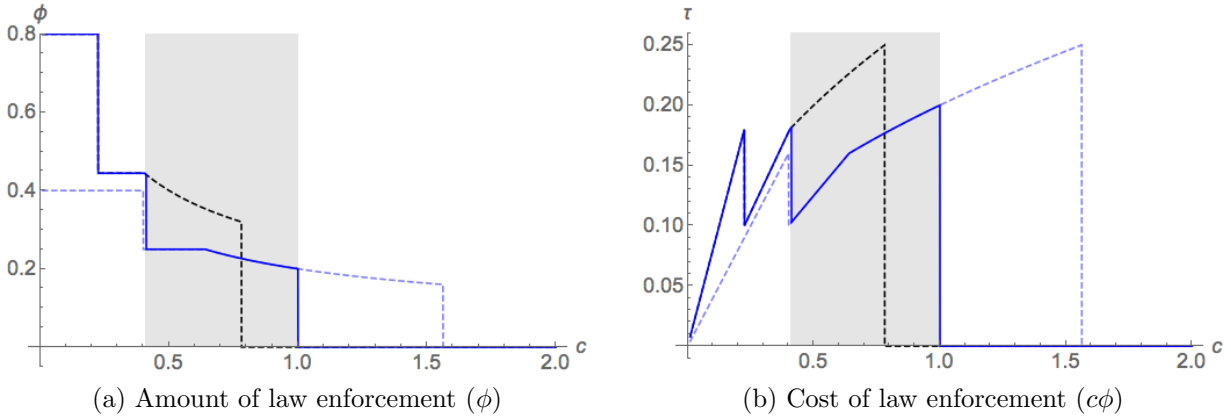 ϕ
0.8
0.6
0.4
0.2
0.5 1.0 1.5 2.0 c
(a) Amount of law enforcement (ϕ)
τ
0.25
0.20
0.15
0.10
0.05
0.5 1.0 1.5 2.0 c
(b) Cost of law enforcement (cϕ)